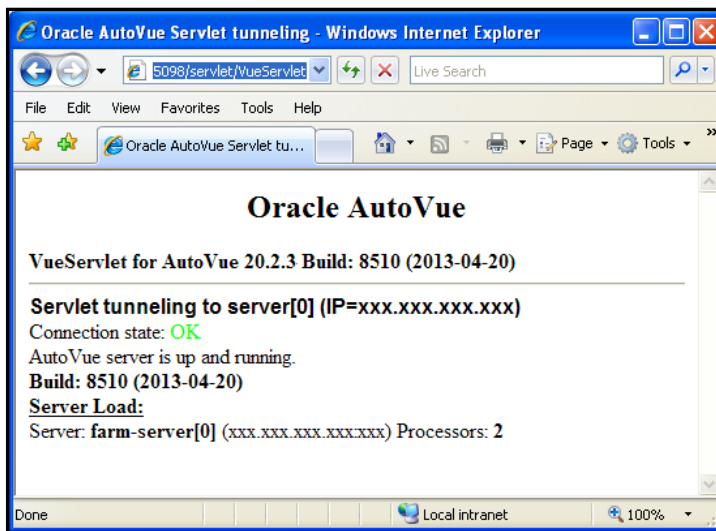 Oracle AutoVue Servlet tunneling - Windows Internet Explorer
5098/servlet/VueServlet
Live Search
File Edit View Favorites Tools Help
Oracle AutoVue Servlet tu...
Page Tools »
Oracle AutoVue
VueServlet for AutoVue 20.2.3 Build: 8510 (2013-04-20)
Servlet tunneling to server[0] (IP=xxx.xxx.xxx.xxx)
Connection state: OK
AutoVue server is up and running.
Build: 8510 (2013-04-20)
Server Load:
Server: farm-server[0] (xxx.xxx.xxx.xxx:xxx) Processors: 2
Done Local intranet 100%